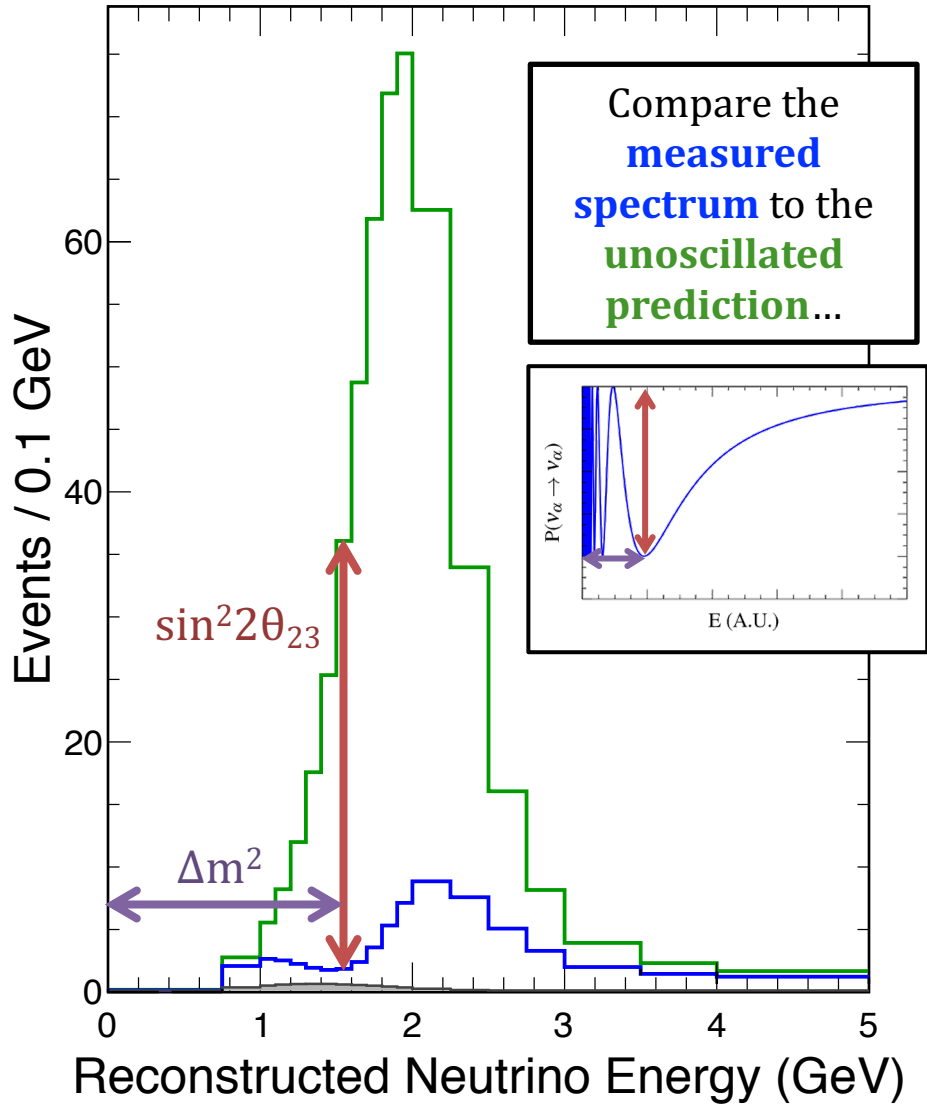 Compare the
measured
spectrum to the
unoscillated
prediction...
P(να → να)
E (A.U.)
Events / 0.1 GeV
60
40
20
0
sin²2θ₂₃
Δm²
0 1 2 3 4 5
Reconstructed Neutrino Energy (GeV)